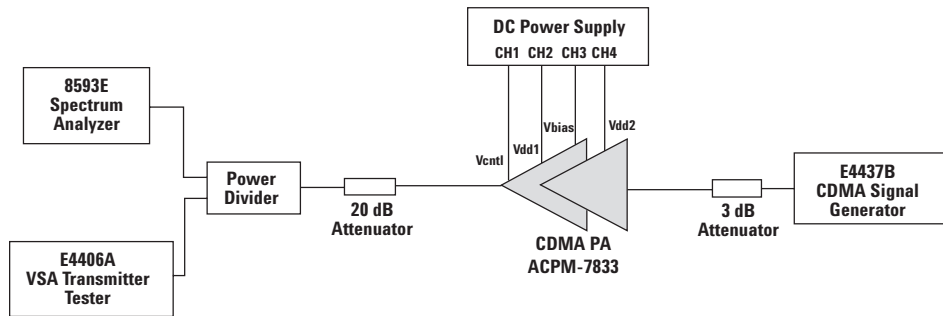 DC Power Supply
CH1 CH2 CH3 CH4
8593E
Spectrum
Analyzer
Vbias
Vdd2
Vdd1
Vcntl
Power
Divider
E4437B
CDMA Signal
Generator
20 dB
Attenuator
3 dB
Attenuator
CDMA PA
ACPM-7833
E4406A
VSA Transmitter
Tester